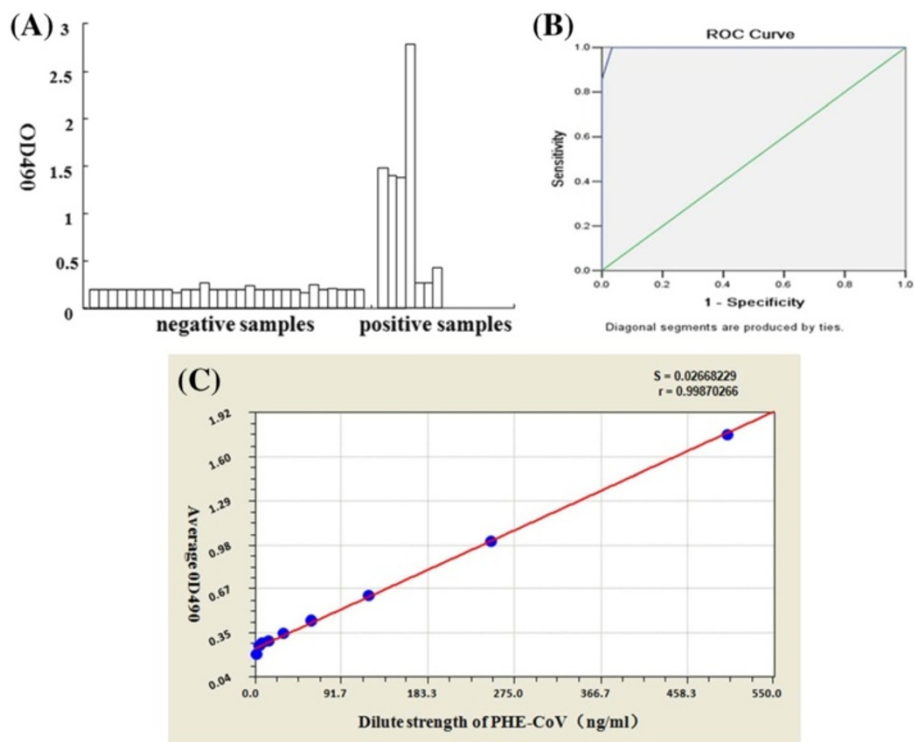 (A)
3
2.5
2
1.5
1
0.5
0
OD490
negative samples
positive samples
(B)
ROC Curve
1.0
0.8
0.6
0.4
0.2
0.0
Sensitivity
0.0 0.2 0.4 0.6 0.8 1.0
1 - Specificity
Diagonal segments are produced by ties.
(C)
S = 0.02668229
r = 0.99870266
1.92
1.60
1.29
0.98
0.67
0.35
0.04
Average OD490
0.0 91.7 183.3 275.0 366.7 458.3 550.0
Dilute strength of PHE-CoV（ng/ml）